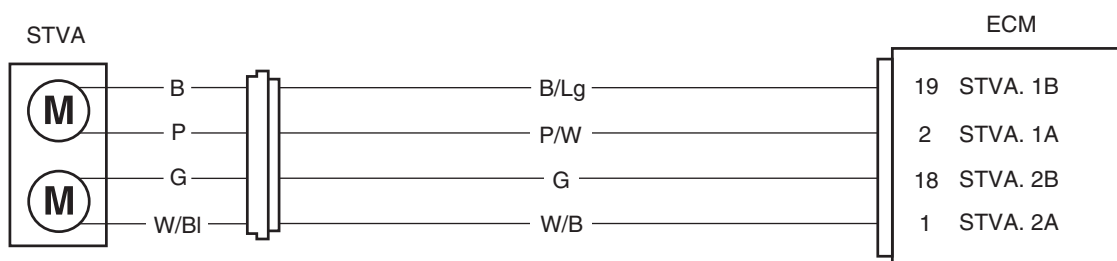 STVA ECM
M B B/Lg 19 STVA. 1B
P P/W 2 STVA. 1A
M G G 18 STVA. 2B
W/Bl W/B 1 STVA. 2A